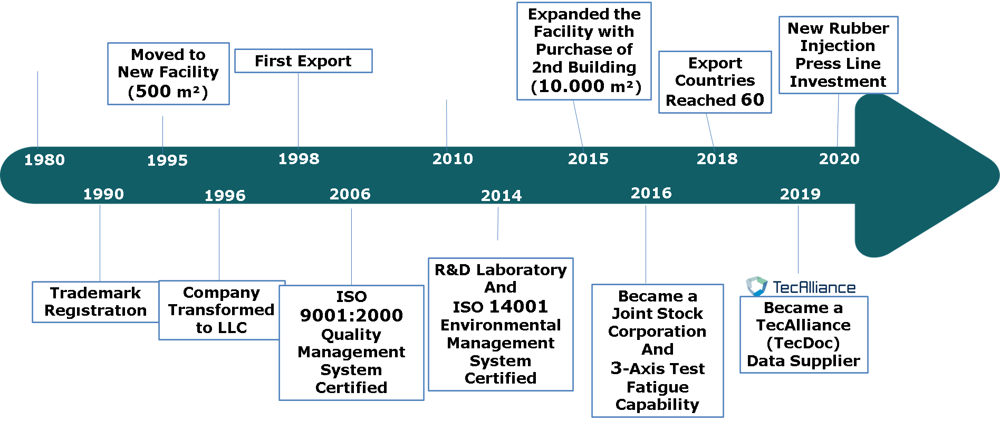 Moved to
New Facility
(500 m²)
First Export
Expanded the
Facility with
Purchase of
2nd Building
(10.000 m²)
Export
Countries
Reached 60
New Rubber
Injection
Press Line
Investment
1980
1995
1998
2010
2015
2018
2020
1990
1996
2006
2014
2016
2019
Trademark
Regıstratıon
Company
Transformed
to LLC
ISO
9001:2000
Quality
Management
System
Certified
R&D Laboratory
And
ISO 14001
Environmental
Management
System
Certified
Became a
Joint Stock
Corporation
And
3-Axis Test
Fatigue
Capability
TecAlliance
Became a
TecAlliance
(TecDoc)
Data Supplier